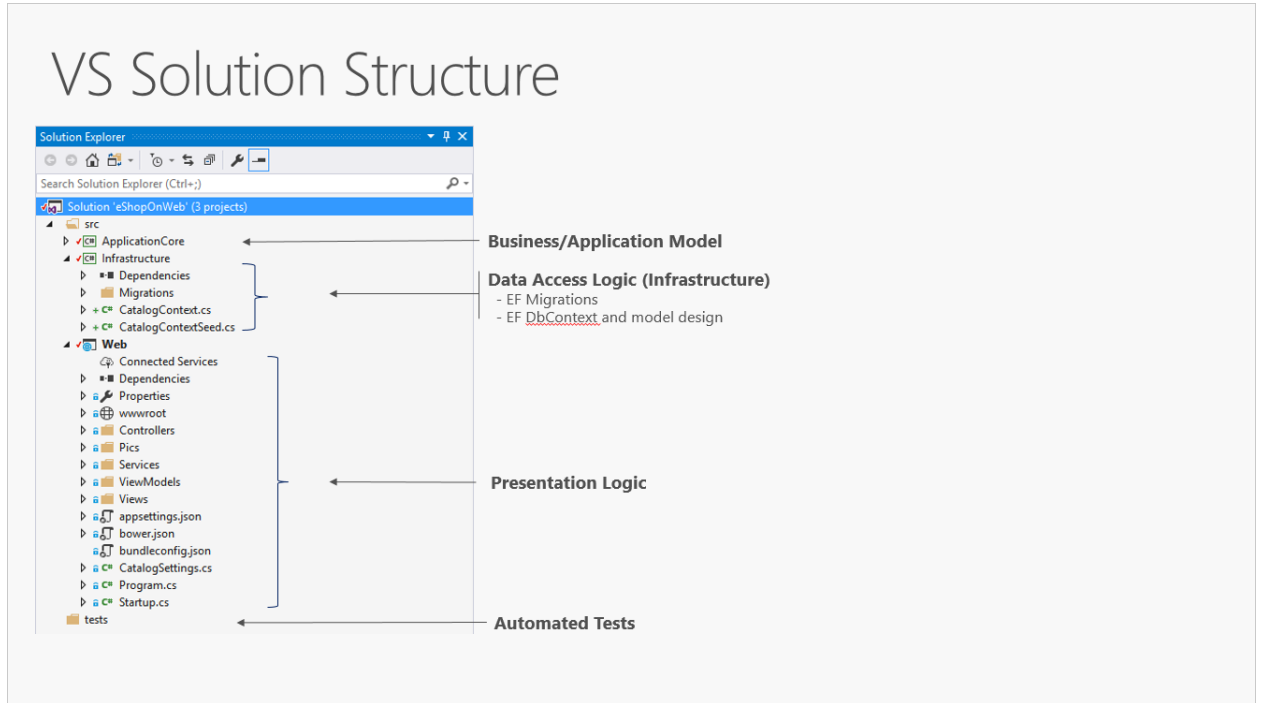 VS Solution Structure
Solution Explorer
Search Solution Explorer (Ctrl+;)
Solution 'eShopOnWeb' (3 projects)
src
C# ApplicationCore
C# Infrastructure
Dependencies
Migrations
+ C# CatalogContext.cs
+ C# CatalogContextSeed.cs
Web
Connected Services
Dependencies
Properties
wwwroot
Controllers
Pics
Services
ViewModels
Views
appsettings.json
bower.json
bundleconfig.json
C# CatalogSettings.cs
C# Program.cs
C# Startup.cs
tests
Business/Application Model
Data Access Logic (Infrastructure)
- EF Migrations
- EF DbContext and model design
Presentation Logic
Automated Tests